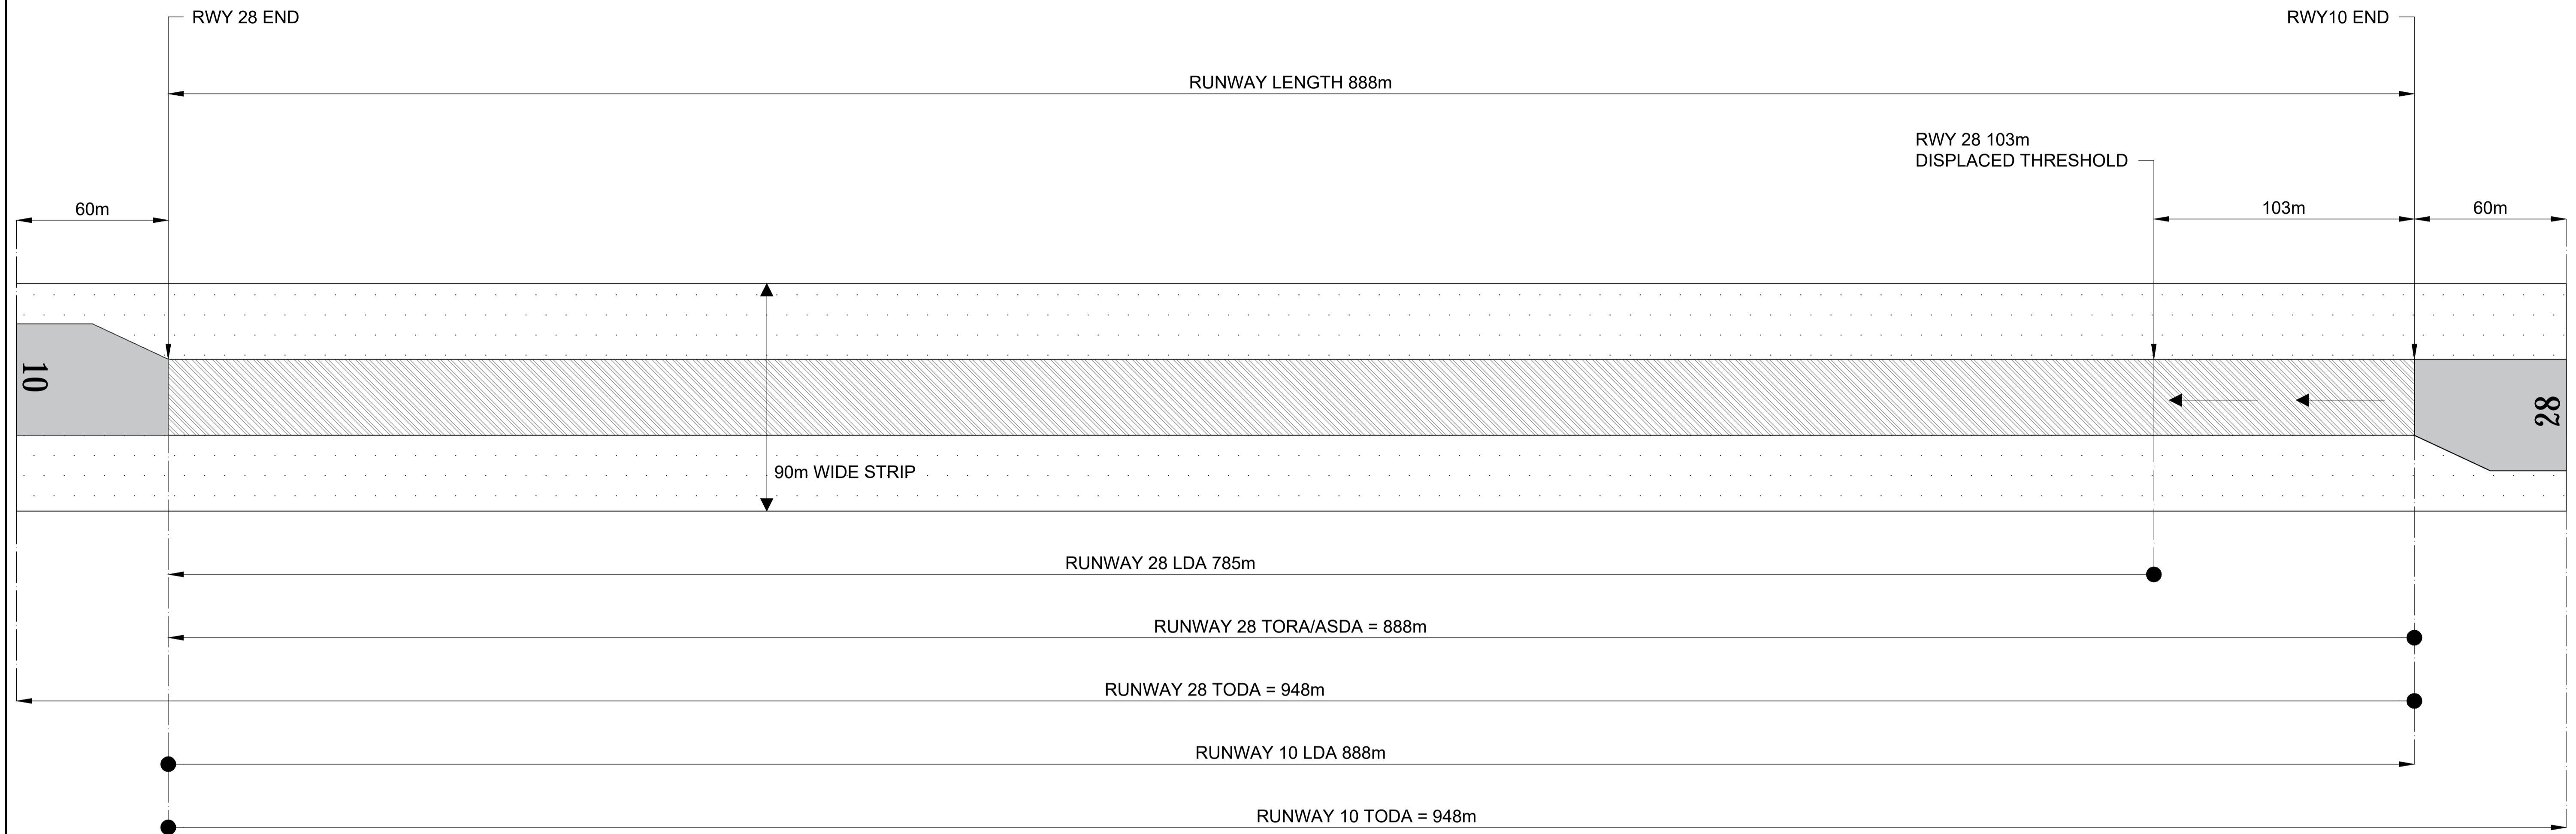 RWY 28 END
RWY10 END
RUNWAY LENGTH 888m
RWY 28 103m
DISPLACED THRESHOLD
60m
103m
60m
10
28
90m WIDE STRIP
RUNWAY 28 LDA 785m
RUNWAY 28 TORA/ASDA = 888m
RUNWAY 28 TODA = 948m
RUNWAY 10 LDA 888m
RUNWAY 10 TODA = 948m